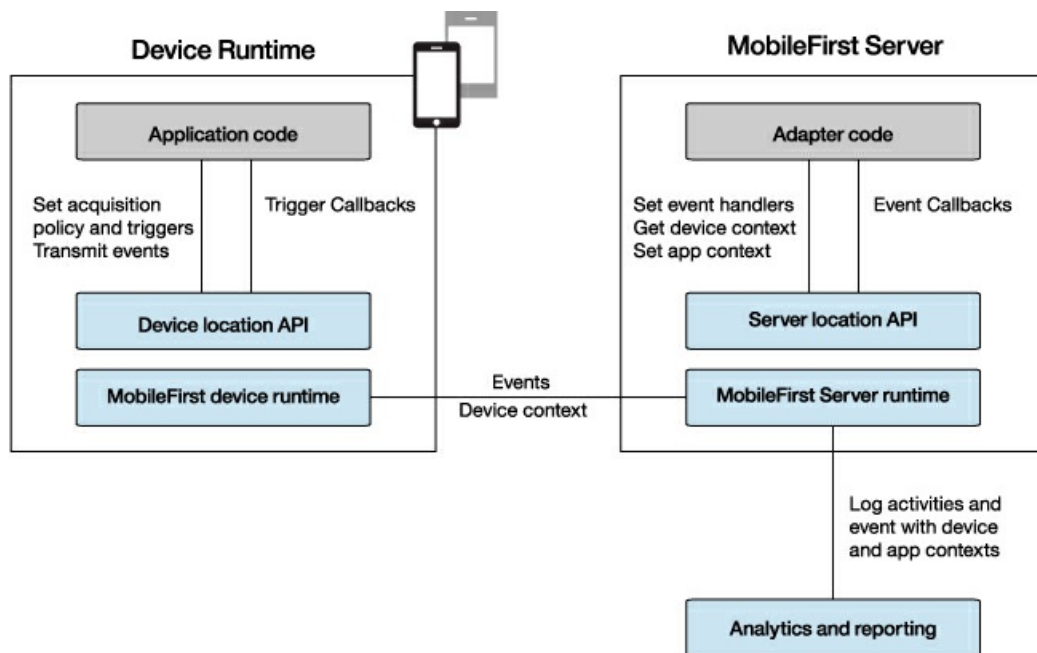 Device Runtime
Application code
Set acquisition
policy and triggers
Transmit events
Trigger Callbacks
Device location API
MobileFirst device runtime
Events
Device context
MobileFirst Server
Adapter code
Set event handlers
Get device context
Set app context
Event Callbacks
Server location API
MobileFirst Server runtime
Log activities and
event with device
and app contexts
Analytics and reporting